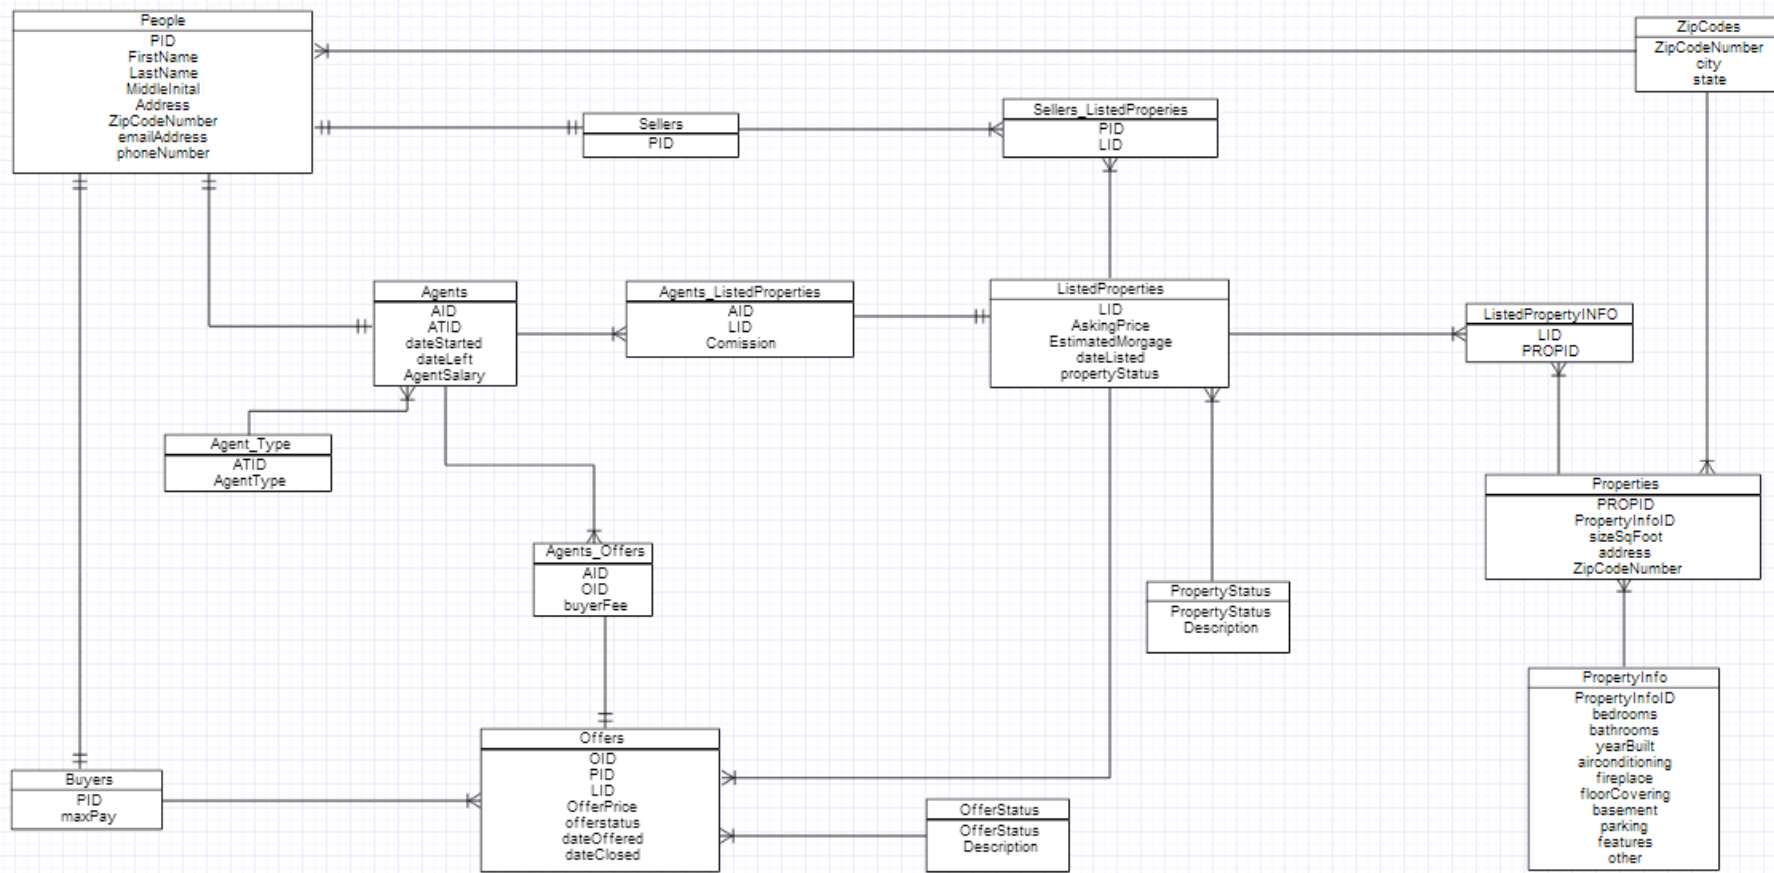 People
PID
FirstName
LastName
MiddleInital
Address
ZipCodeNumber
emailAddress
phoneNumber
ZipCodes
ZipCodeNumber
city
state
Sellers
PID
Sellers_ListedProperies
PID
LID
Agents
AID
ATID
dateStarted
dateLeft
AgentSalary
Agents_ListedProperties
AID
LID
Comission
ListedProperties
LID
AskingPrice
EstimatedMorgage
dateListed
propertyStatus
ListedPropertyINFO
LID
PROPID
Agent_Type
ATID
AgentType
Properties
PROPID
PropertyInfoID
sizeSqFoot
address
ZipCodeNumber
Agents_Offers
AID
OID
buyerFee
PropertyStatus
PropertyStatus
Description
PropertyInfo
PropertyInfoID
bedrooms
bathrooms
yearBuilt
airconditioning
fireplace
floorCovering
basement
parking
features
other
Buyers
PID
maxPay
Offers
OID
PID
LID
OfferPrice
offerstatus
dateOffered
dateClosed
OfferStatus
OfferStatus
Description